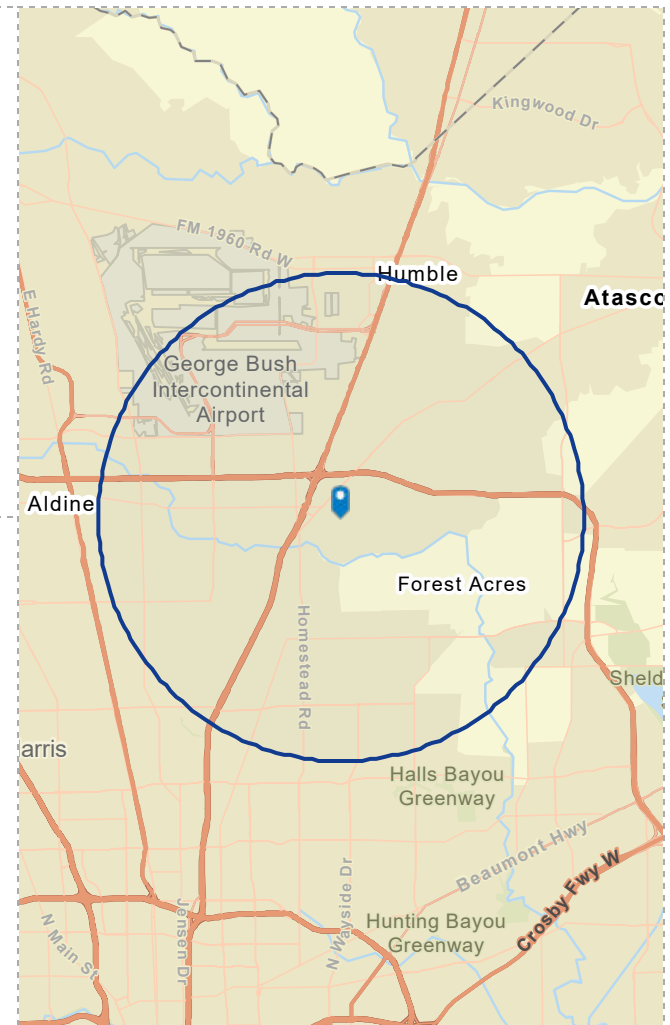 Kingwood Dr
FM 1960 Rd W
Humble
Atasco
E Hardy Rd
George Bush
Intercontinental
Airport
Aldine
Forest Acres
Homestead Rd
Sheld
arris
Halls Bayou
Greenway
Beaumont Hwy
Crosby Fwy W
N Wayside Dr
Jensen Dr
Hunting Bayou
Greenway
N Main St